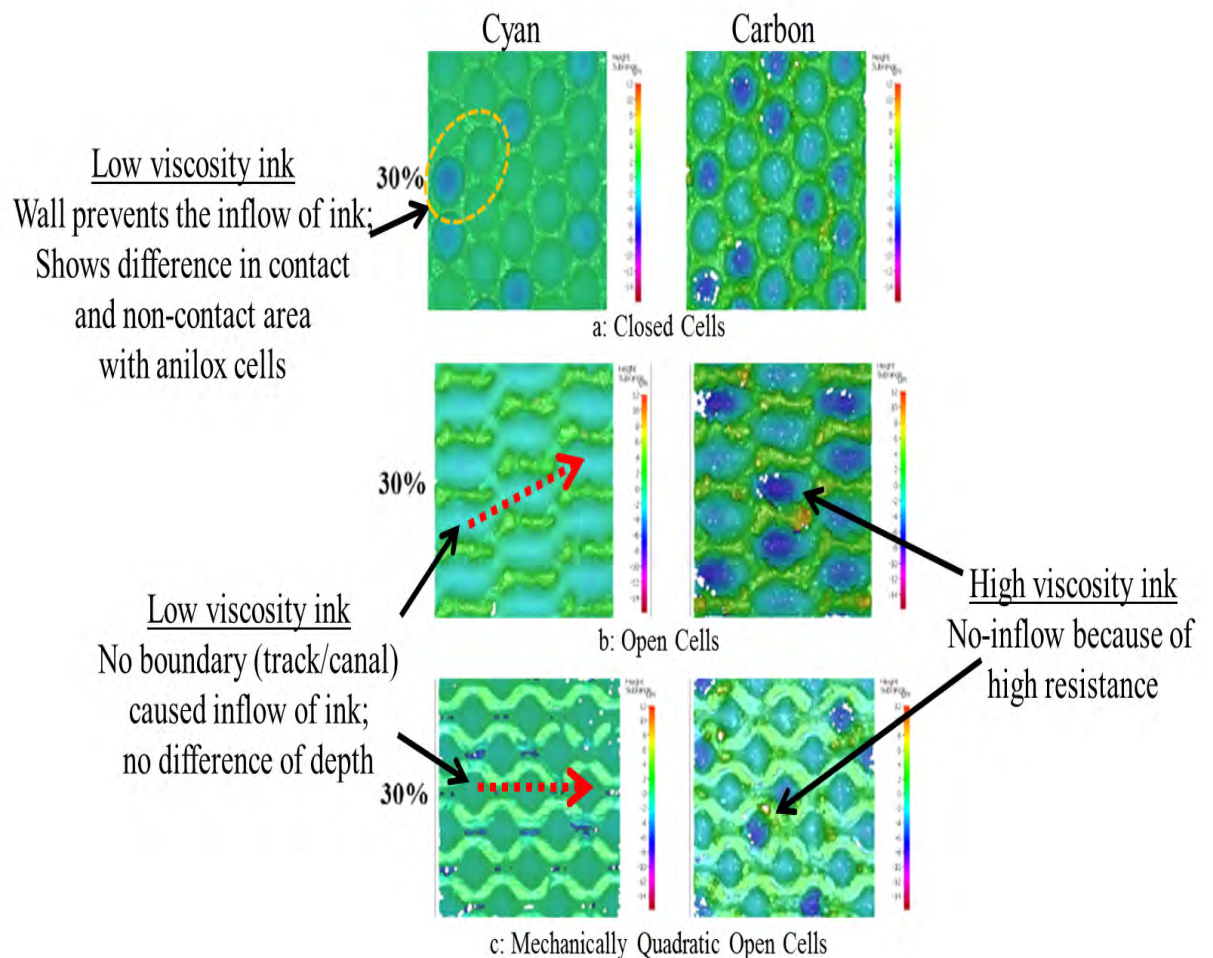 Cyan
Carbon
Low viscosity ink
Wall prevents the inflow of ink;
Shows difference in contact
and non-contact area
with anilox cells
30%
a: Closed Cells
30%
b: Open Cells
Low viscosity ink
No boundary (track/canal)
caused inflow of ink;
no difference of depth
High viscosity ink
No-inflow because of
high resistance
30%
c: Mechanically Quadratic Open Cells